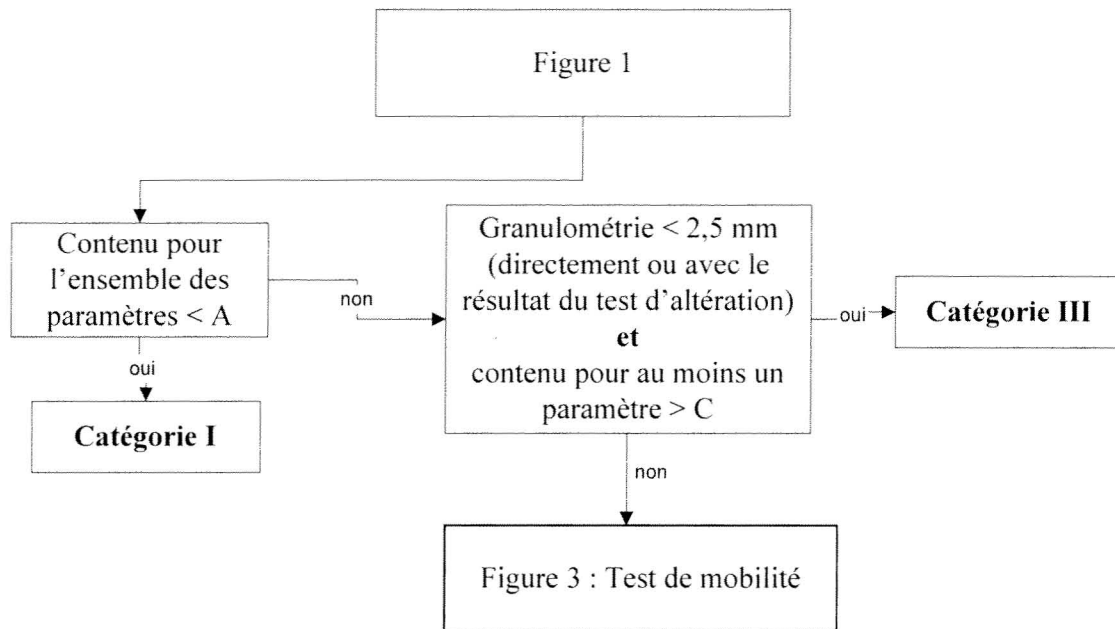 Figure 1
Contenu pour
l'ensemble des
paramètres < A
non
oui
Catégorie I
Granulométrie < 2,5 mm
(directement ou avec le
résultat du test d'altération)
et
contenu pour au moins un
paramètre > C
oui
Catégorie III
non
Figure 3 : Test de mobilité